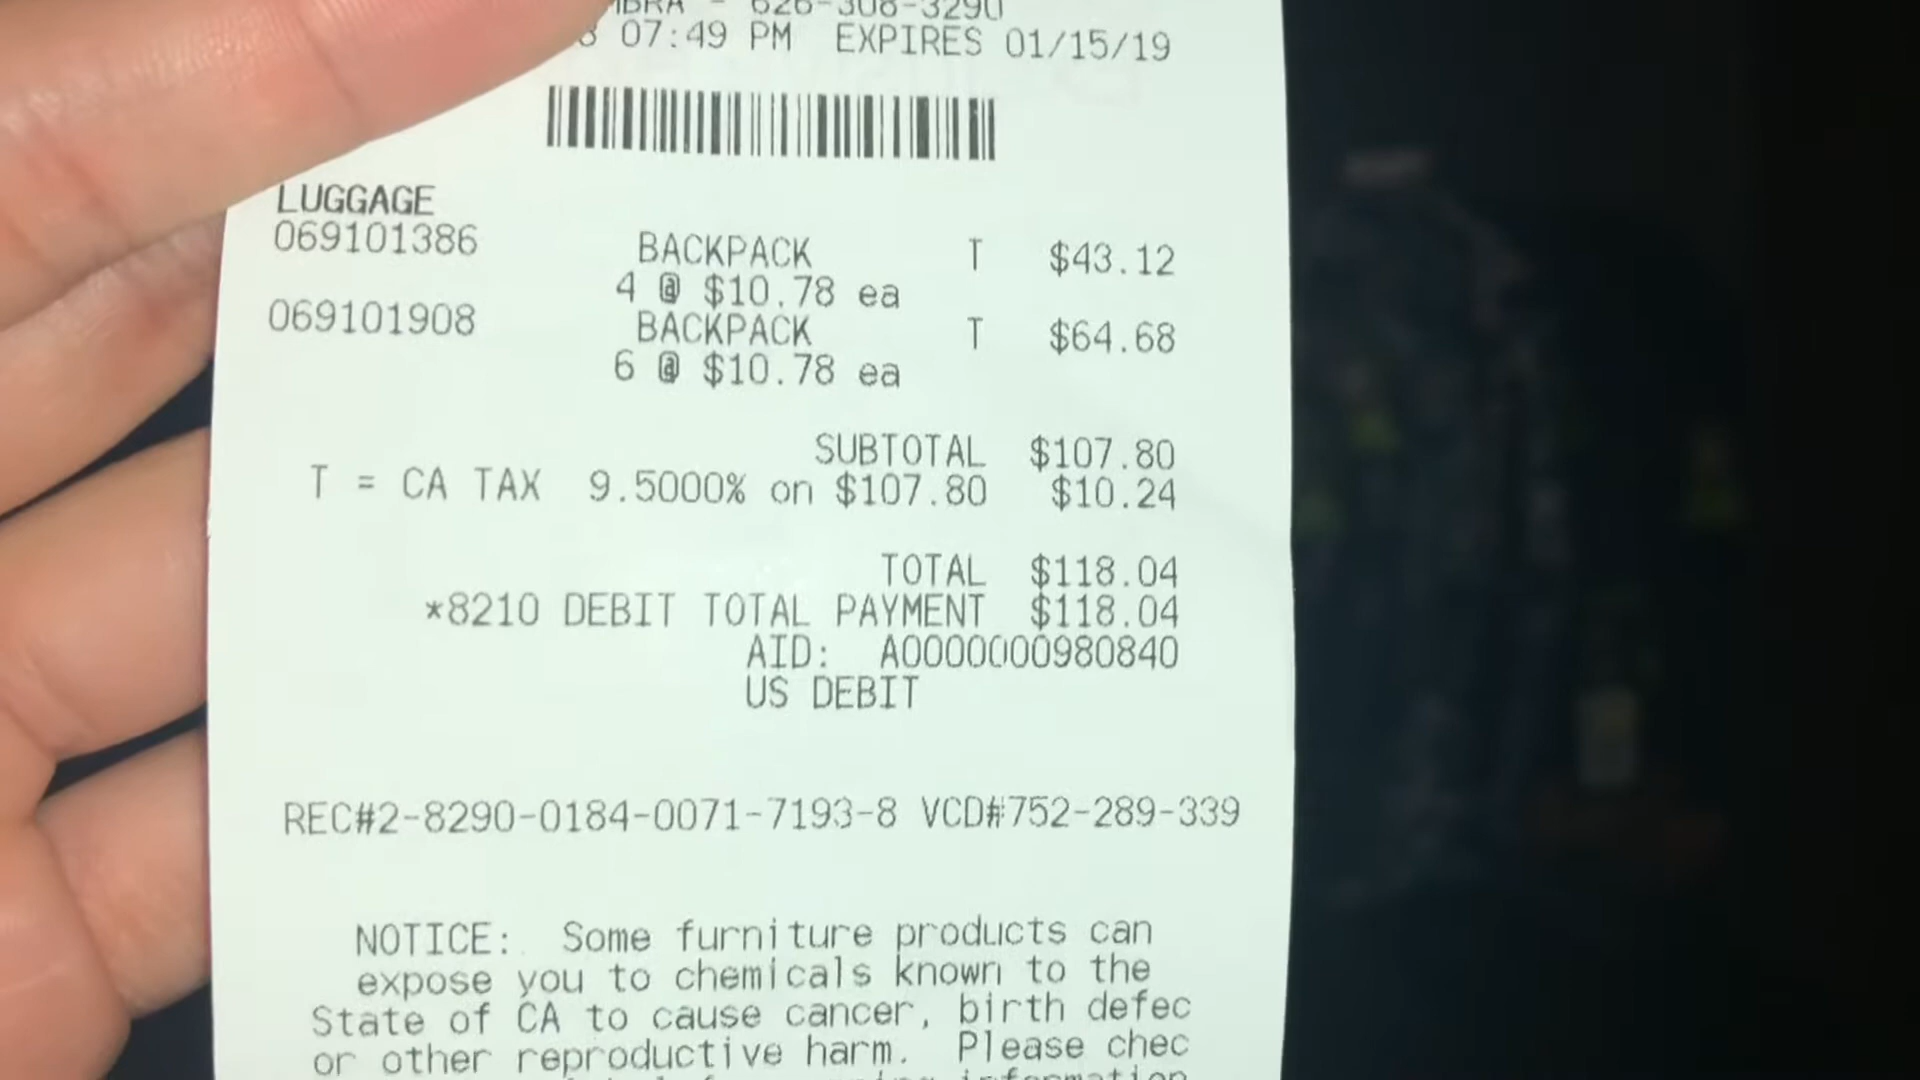 626-308-3290
07:49 PM EXPIRES 01/15/19
LUGGAGE
069101386 BACKPACK T $43.12
4 @ $10.78 ea
069101908 BACKPACK T $64.68
6 @ $10.78 ea
SUBTOTAL $107.80
T = CA TAX 9.5000% on $107.80 $10.24
TOTAL $118.04
*8210 DEBIT TOTAL PAYMENT $118.04
AID: A0000000980840
US DEBIT
REC#2-8290-0184-0071-7193-8 VCD#752-289-339
NOTICE: Some furniture products can
expose you to chemicals known to the
State of CA to cause cancer, birth defec
or other reproductive harm. Please chec
information